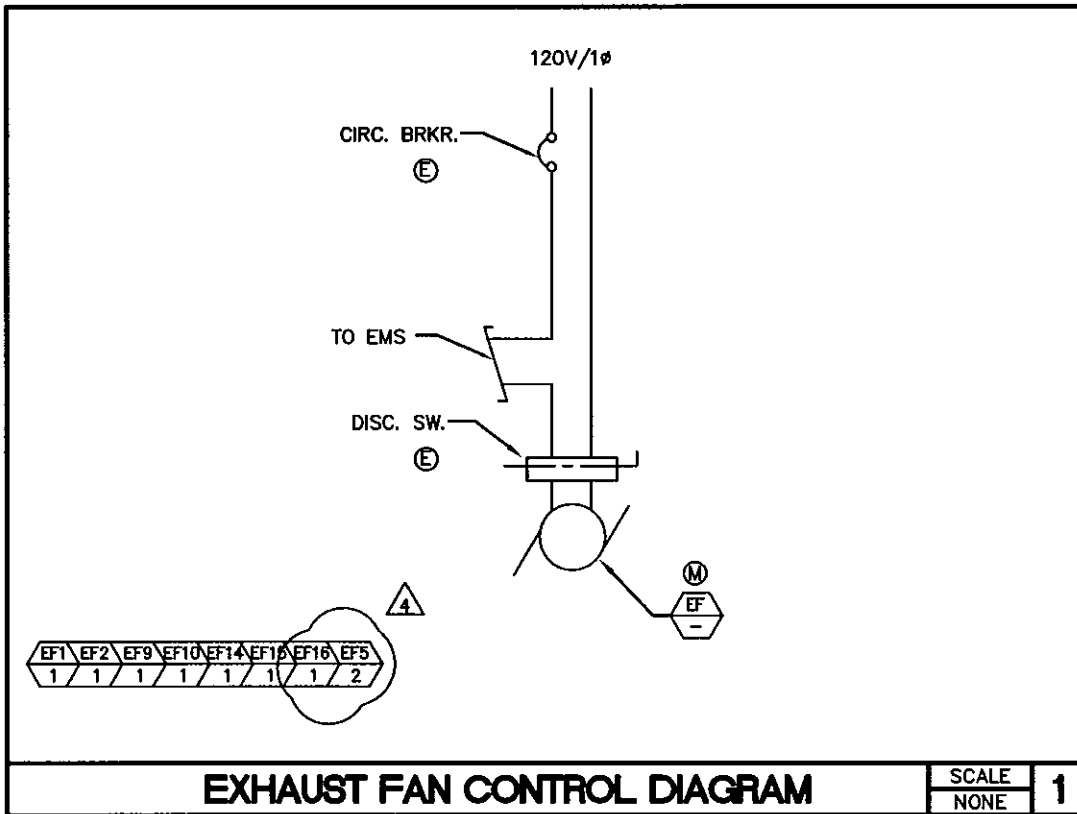 120V/1ø
CIRC. BRKR.
E
TO EMS
DISC. SW.
E
M
EF
-
4
EF1 EF2 EF9 EF10 EF14 EF15 EF16 EF5
1 1 1 1 1 1 1 2
EXHAUST FAN CONTROL DIAGRAM
SCALE
NONE
1